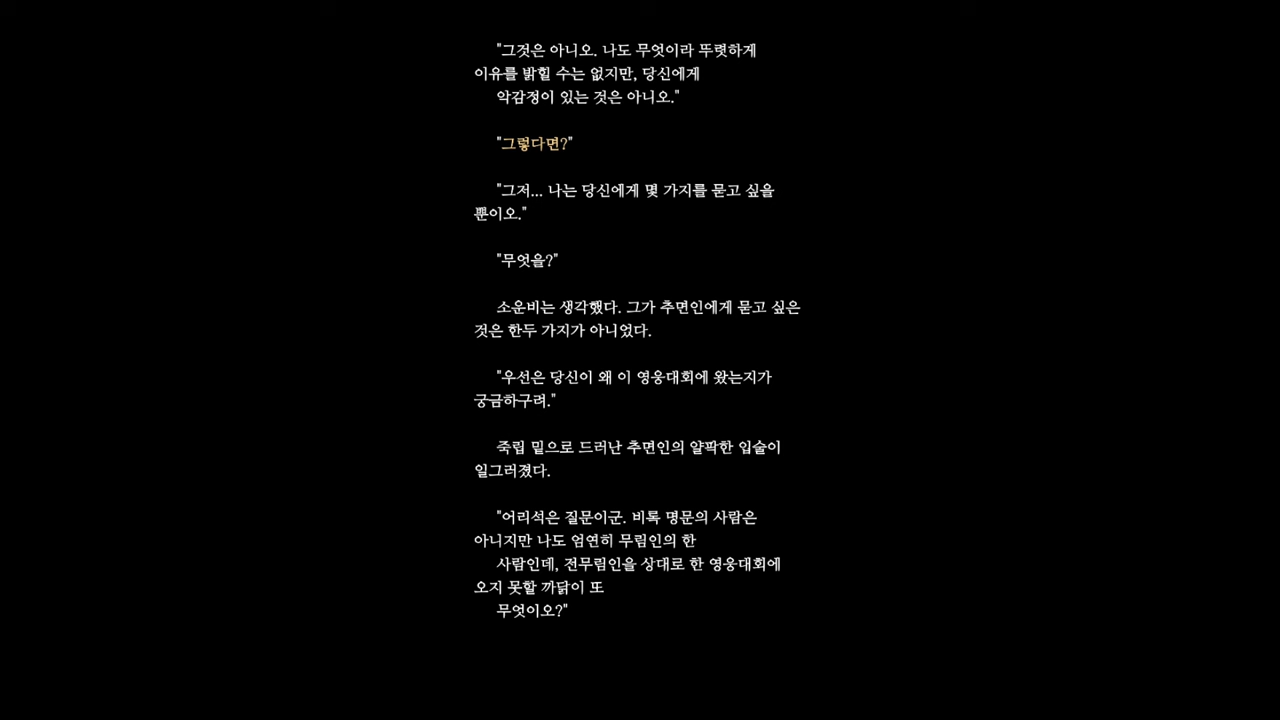 "그것은 아니오. 나도 무엇이라 뚜렷하게
이유를 밝힐 수는 없지만, 당신에게
악감정이 있는 것은 아니오."
"그렇다면?"
"그저... 나는 당신에게 몇 가지를 묻고 싶을
뿐이오."
"무엇을?"
소운비는 생각했다. 그가 추면인에게 묻고 싶은
것은 한두 가지가 아니었다.
"우선은 당신이 왜 이 영웅대회에 왔는지가
궁금하구려."
죽립 밑으로 드러난 추면인의 얄팍한 입술이
일그러졌다.
"어리석은 질문이군. 비록 명문의 사람은
아니지만 나도 엄연히 무림인의 한
사람인데, 전무림인을 상대로 한 영웅대회에
오지 못할 까닭이 또
무엇이오?"